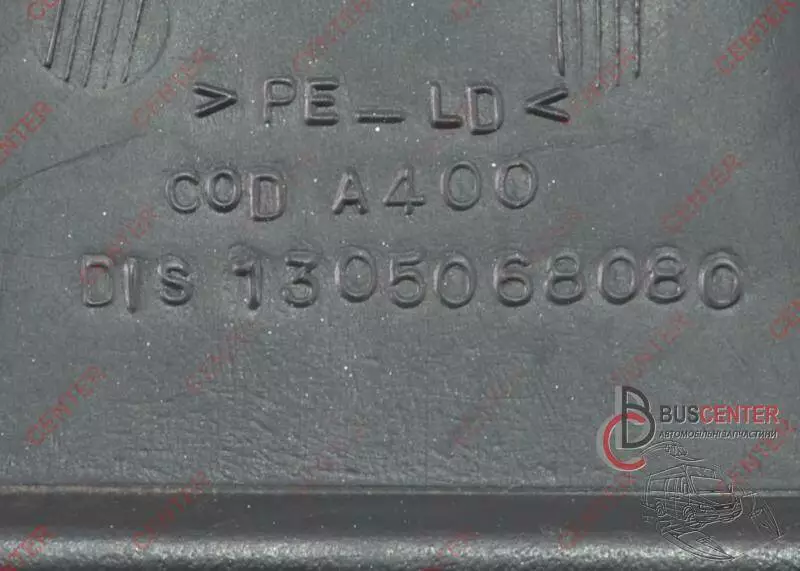 >PE_LD<
COD A400
DIS 1305068080
BUSCENTER
АВТОМОБІЛЬНІ ЗАПЧАСТИНИ